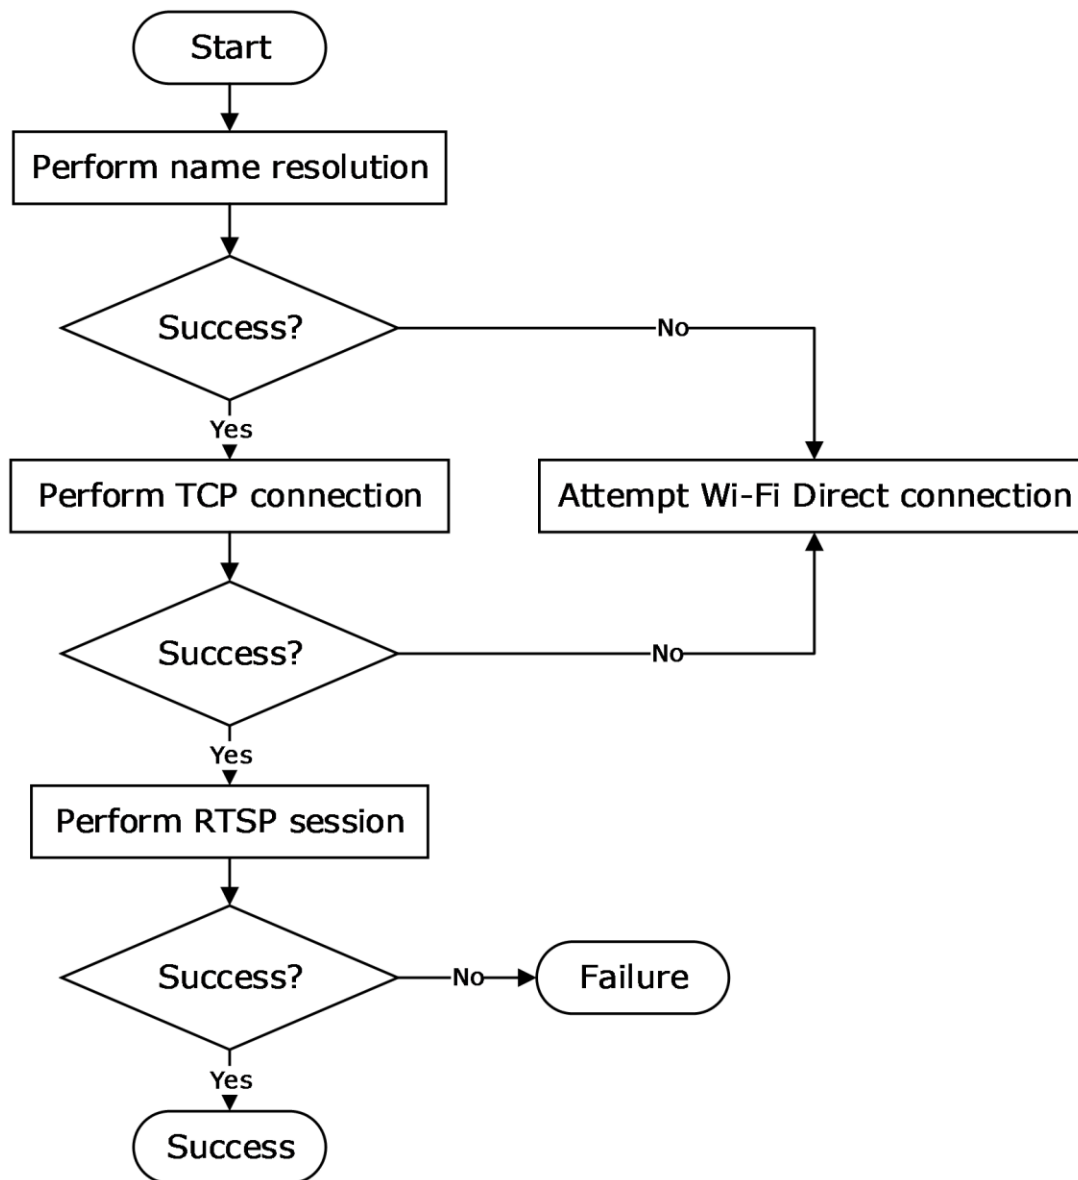 Start
Perform name resolution
Success?
No
Yes
Perform TCP connection
Attempt Wi-Fi Direct connection
Success?
No
Yes
Perform RTSP session
Success?
No
Failure
Yes
Success